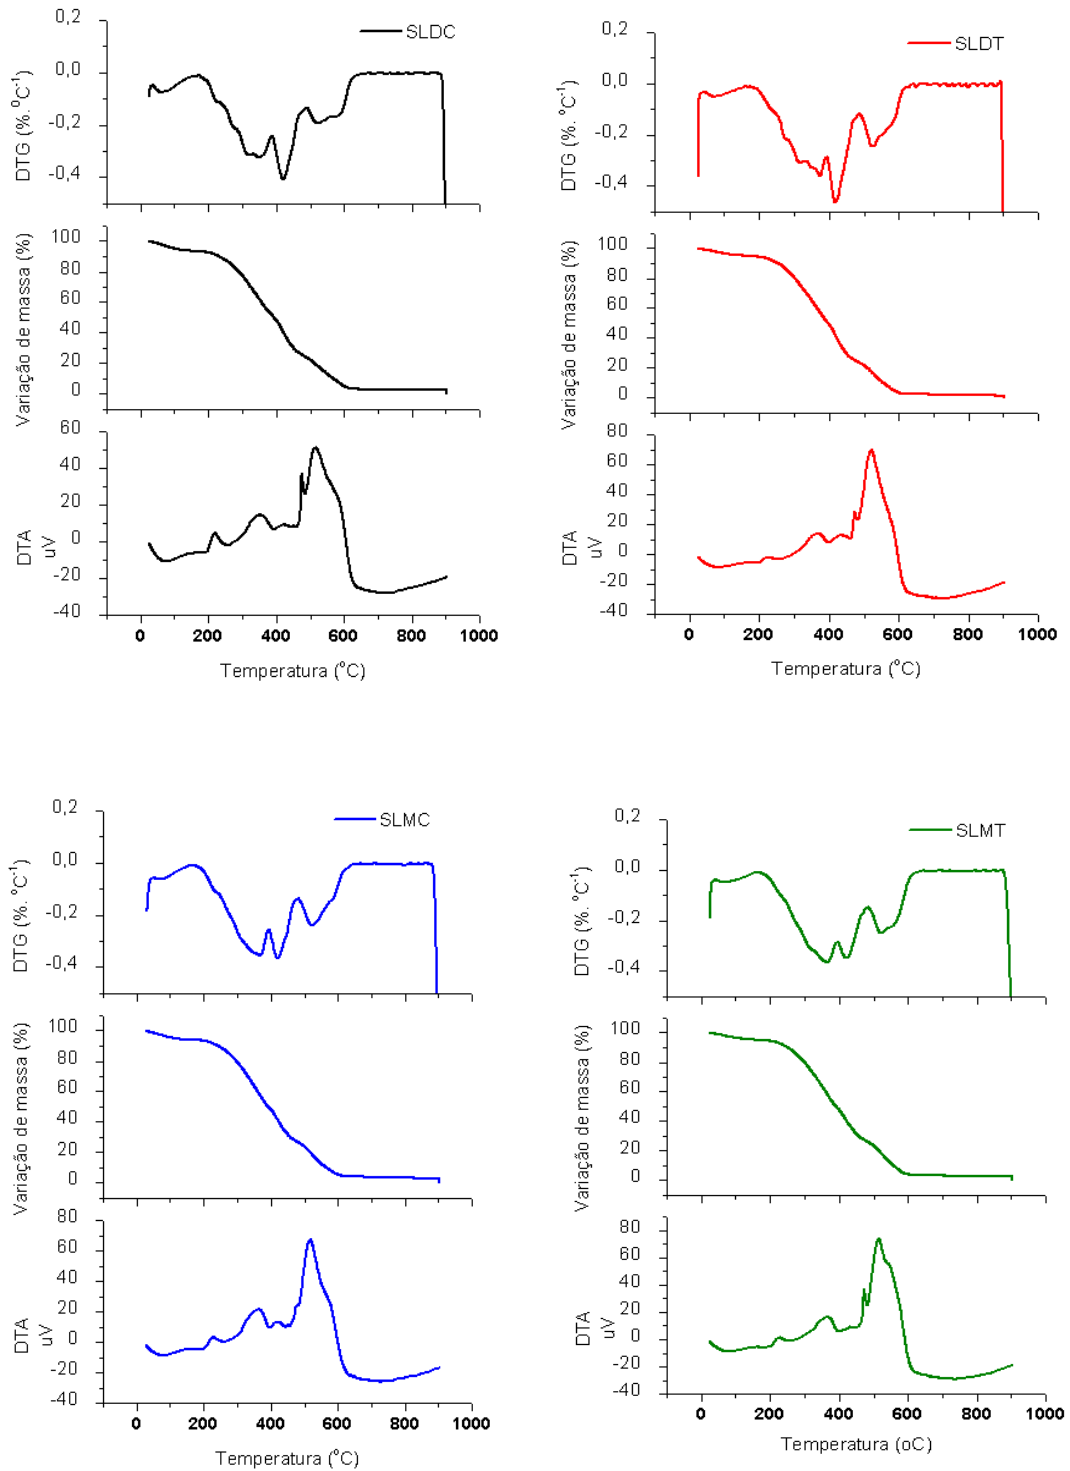 SLDC
DTG (%. °C⁻¹)
0,2
0,0
-0,2
-0,4
Variação de massa (%)
100
80
60
40
20
0
DTA
uV
60
40
20
0
-20
-40
0 200 400 600 800 1000
Temperatura (°C)
SLDT
DTG (%. °C⁻¹)
0,2
0,0
-0,2
-0,4
Variação de massa (%)
100
80
60
40
20
0
DTA
uV
80
60
40
20
0
-20
-40
0 200 400 600 800 1000
Temperatura (°C)
SLMC
DTG (%. °C⁻¹)
0,2
0,0
-0,2
-0,4
Variação de massa (%)
100
80
60
40
20
0
DTA
uV
80
60
40
20
0
-20
-40
0 200 400 600 800 1000
Temperatura (°C)
SLMT
DTG (%. °C⁻¹)
0,2
0,0
-0,2
-0,4
Variação de massa (%)
100
80
60
40
20
0
DTA
uV
80
60
40
20
0
-20
-40
0 200 400 600 800 1000
Temperatura (oC)